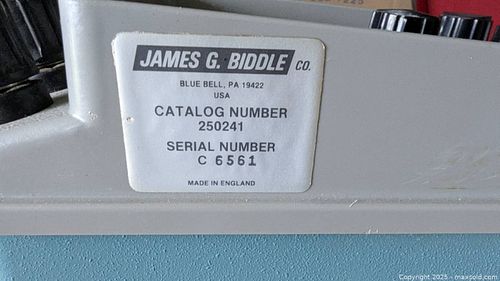 JAMES G. BIDDLE CO.
BLUE BELL, PA 19422
USA
CATALOG NUMBER
250241
SERIAL NUMBER
C 6561
MADE IN ENGLAND
Copyright © 2025 - maxsold.com